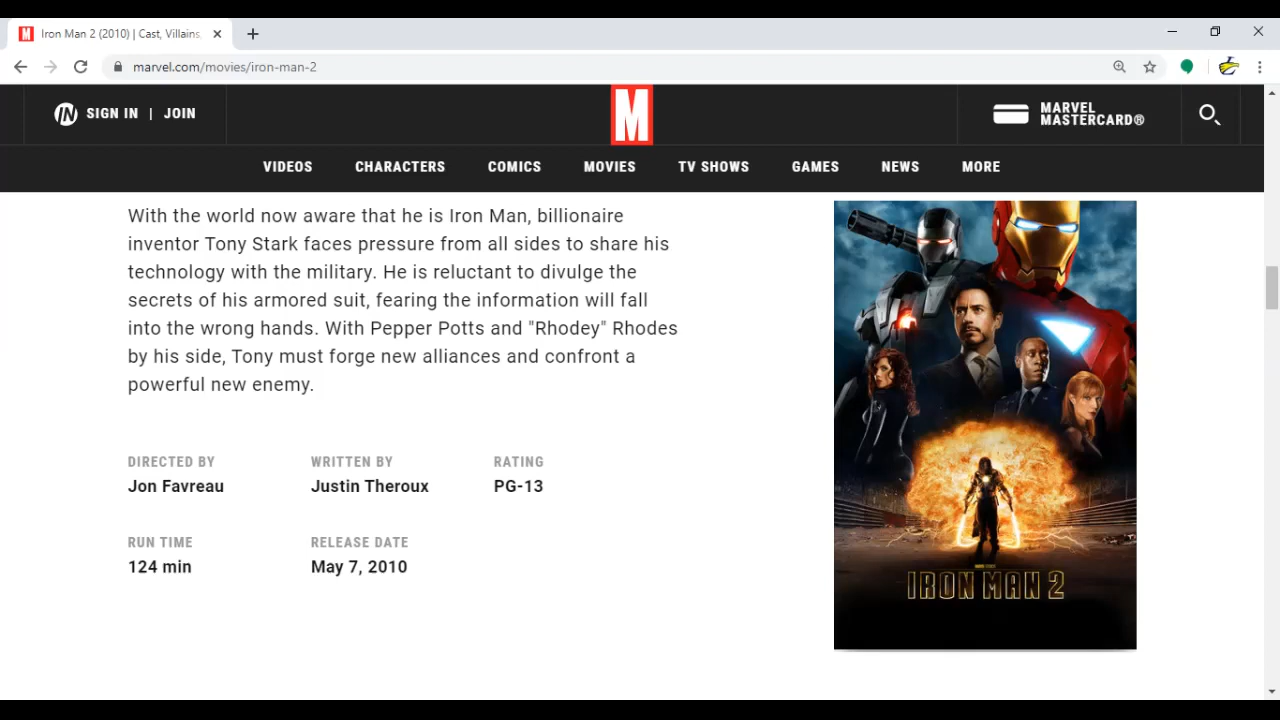 Iron Man 2 (2010) | Cast, Villains,
marvel.com/movies/iron-man-2
IN SIGN IN | JOIN
M
MARVEL
MASTERCARD®
VIDEOS CHARACTERS COMICS MOVIES TV SHOWS GAMES NEWS MORE
With the world now aware that he is Iron Man, billionaire
inventor Tony Stark faces pressure from all sides to share his
technology with the military. He is reluctant to divulge the
secrets of his armored suit, fearing the information will fall
into the wrong hands. With Pepper Potts and "Rhodey" Rhodes
by his side, Tony must forge new alliances and confront a
powerful new enemy.
DIRECTED BY WRITTEN BY RATING
Jon Favreau Justin Theroux PG-13
RUN TIME RELEASE DATE
124 min May 7, 2010
IRON MAN 2